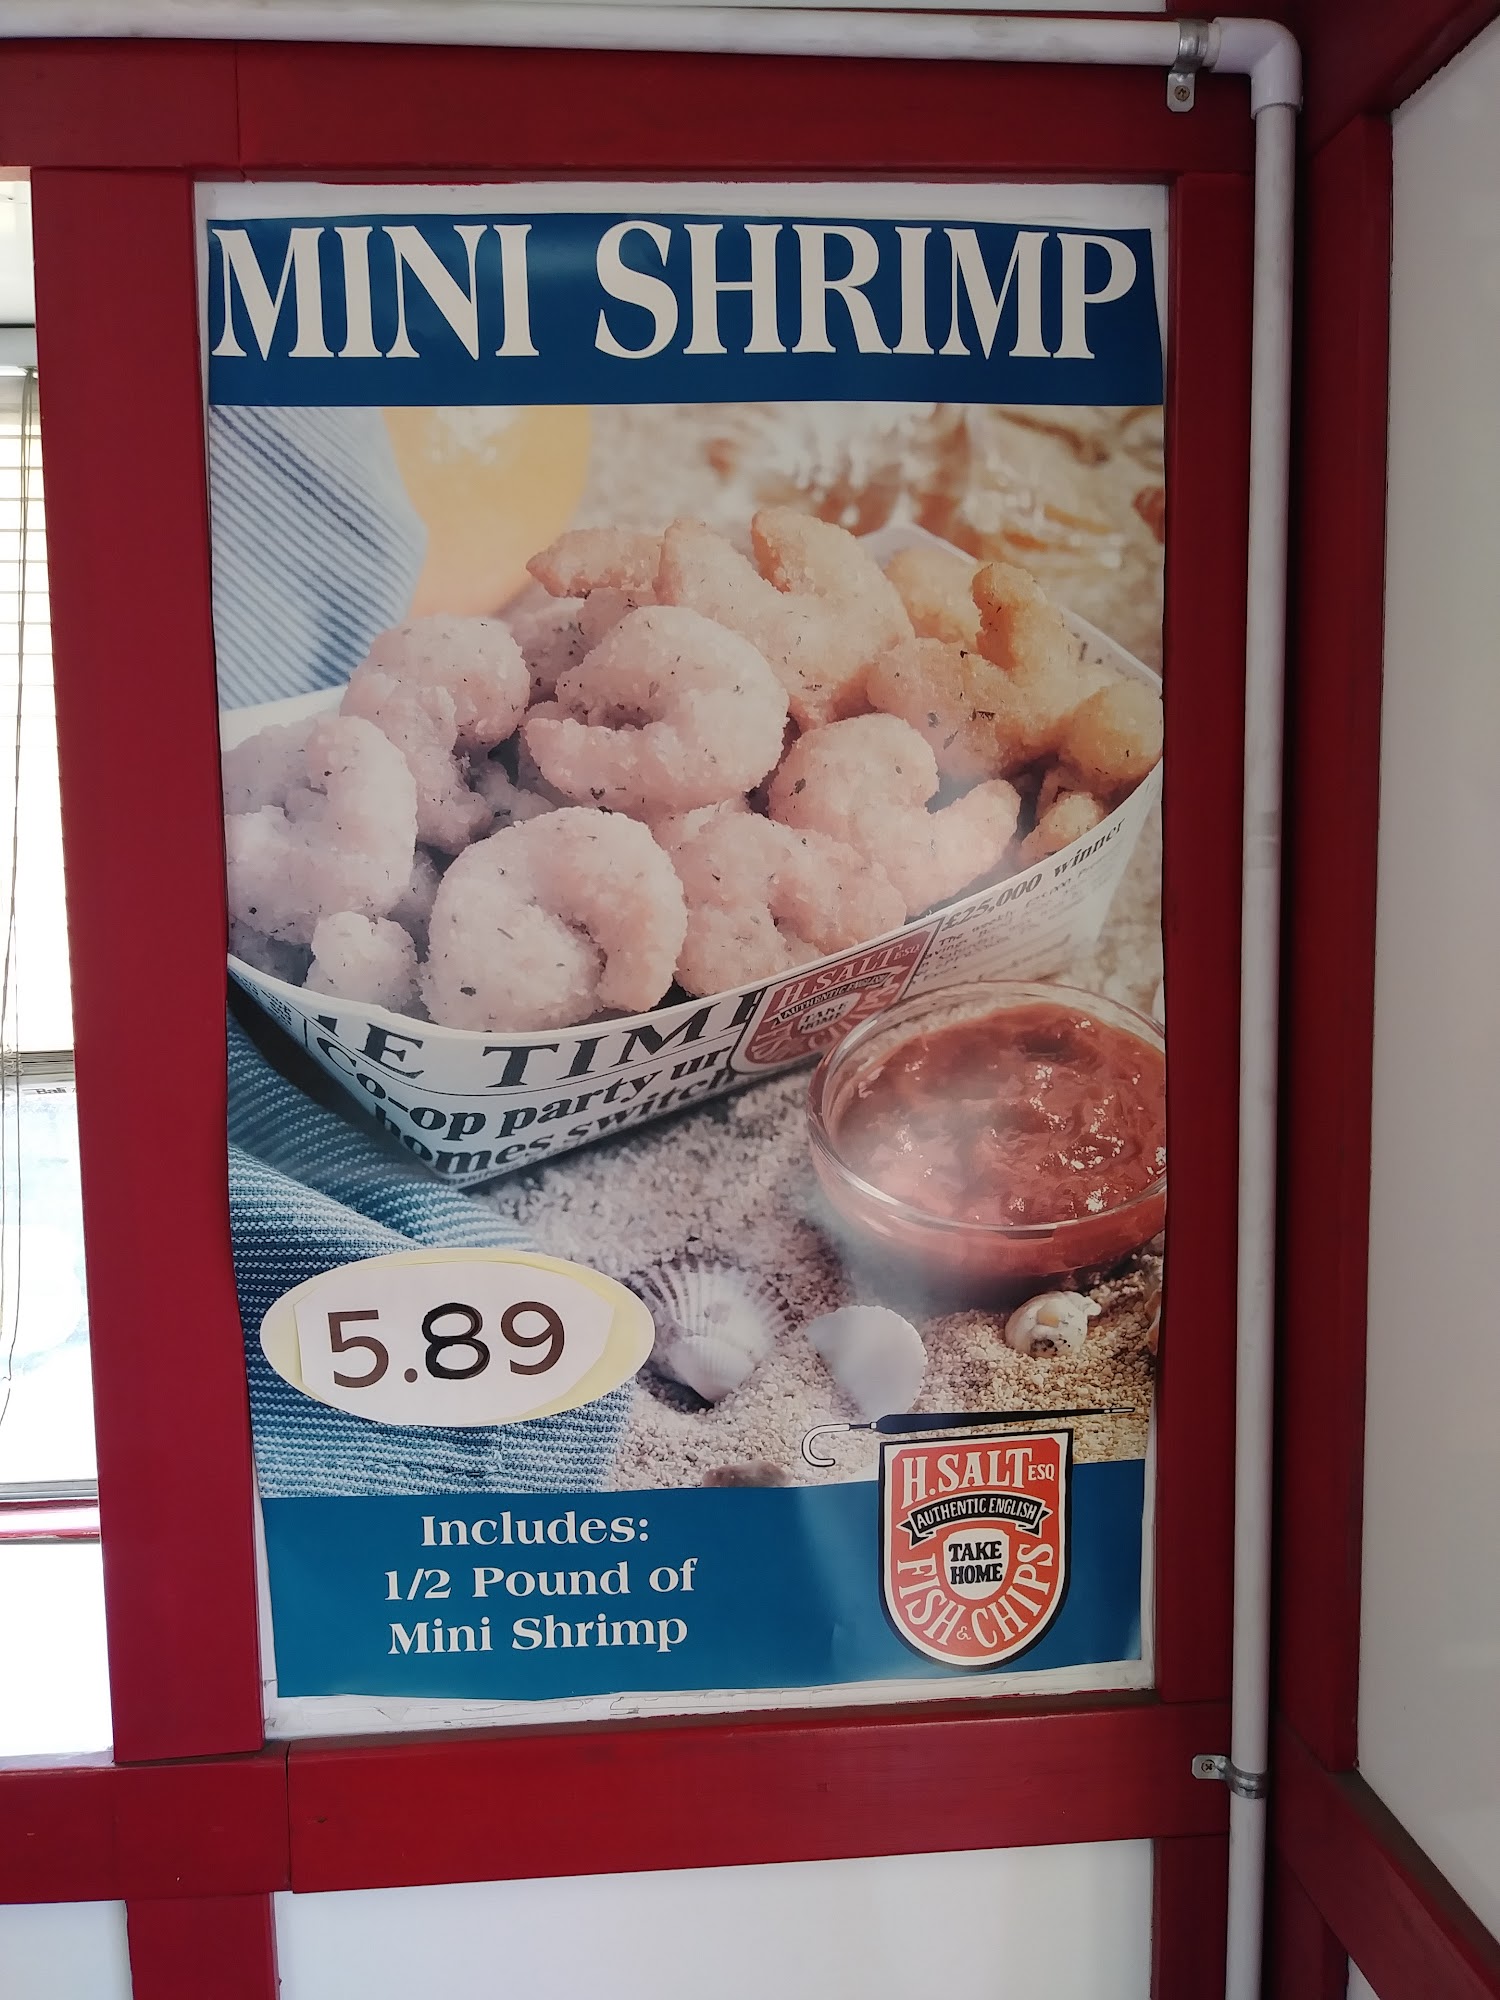 MINI SHRIMP
£25,000 winner
H.SALT ESQ
AUTHENTIC ENGLISH
TAKE
HOME
E TIME
Co-op party
homes switch
5.89
Includes:
1/2 Pound of
Mini Shrimp
H.SALT ESQ
AUTHENTIC ENGLISH
TAKE
HOME
FISH & CHIPS